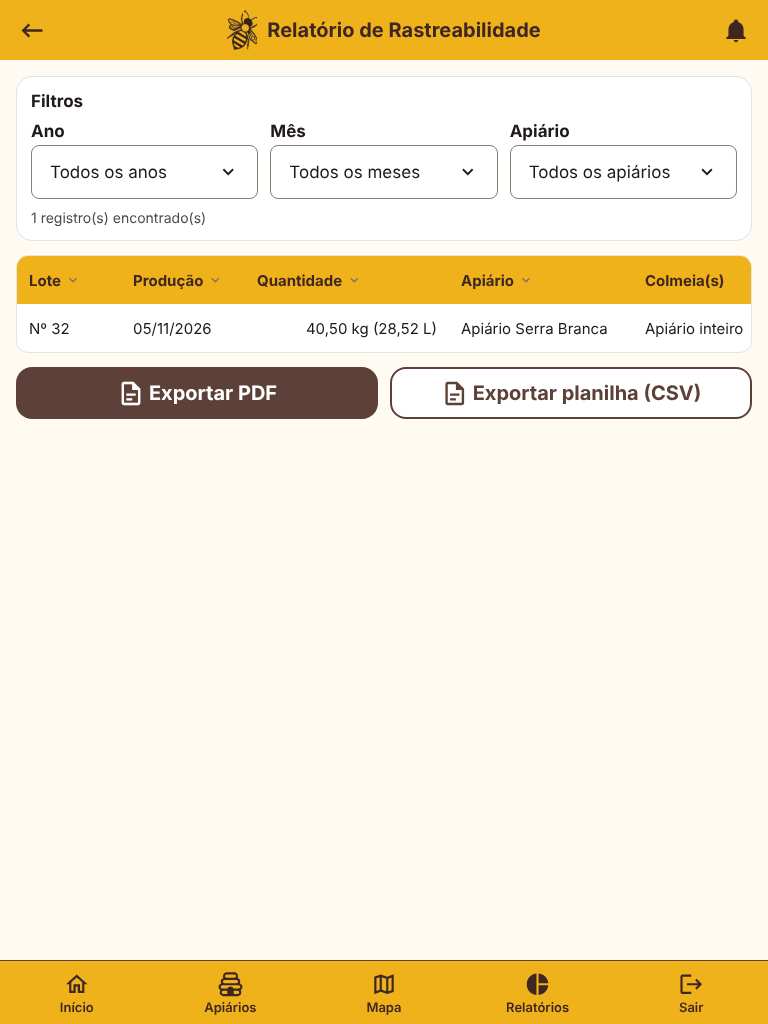 Relatório de Rastreabilidade
Filtros
Ano Mês Apiário
Todos os anos Todos os meses Todos os apiários
1 registro(s) encontrado(s)
Lote Produção Quantidade Apiário Colmeia(s)
Nº 32 05/11/2026 40,50 kg (28,52 L) Apiário Serra Branca Apiário inteiro
Exportar PDF Exportar planilha (CSV)
Início Apiários Mapa Relatórios Sair